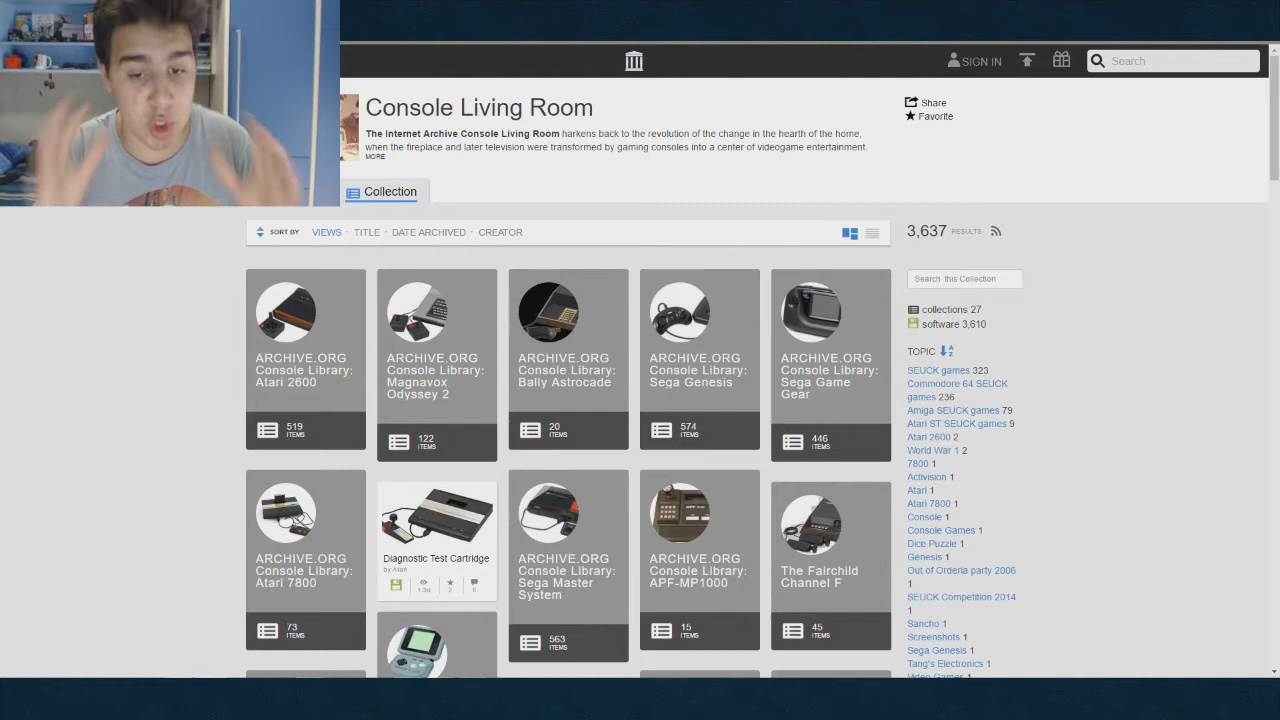 SIGN IN
Search
Console Living Room
The Internet Archive Console Living Room harkens back to the revolution of the change in the hearth of the home,
when the fireplace and later television were transformed by gaming consoles into a center of videogame entertainment.
MORE
Share
Favorite
Collection
SORT BY VIEWS · TITLE · DATE ARCHIVED · CREATOR
3,637 RESULTS
Search this Collection
collections 27
software 3,610
TOPIC
SEUCK games 323
Commodore 64 SEUCK
games 236
Amiga SEUCK games 79
Atari ST SEUCK games 9
Atari 2600 2
World War 1 2
7800 1
Activision 1
Atari 1
Atari 7800 1
Console 1
Console Games 1
Dice Puzzle 1
Genesis 1
Out of Orderia party 2006
1
SEUCK Competition 2014
1
Sancho 1
Screenshots 1
Sega Genesis 1
Tang's Electronics 1
Video Games 1
ARCHIVE.ORG
Console Library:
Atari 2600
519
ITEMS
ARCHIVE.ORG
Console Library:
Magnavox
Odyssey 2
122
ITEMS
ARCHIVE.ORG
Console Library:
Bally Astrocade
20
ITEMS
ARCHIVE.ORG
Console Library:
Sega Genesis
574
ITEMS
ARCHIVE.ORG
Console Library:
Sega Game
Gear
446
ITEMS
ARCHIVE.ORG
Console Library:
Atari 7800
73
ITEMS
Diagnostic Test Cartridge
by Atari
2
ARCHIVE.ORG
Console Library:
Sega Master
System
563
ITEMS
ARCHIVE.ORG
Console Library:
APF-MP1000
15
ITEMS
The Fairchild
Channel F
45
ITEMS